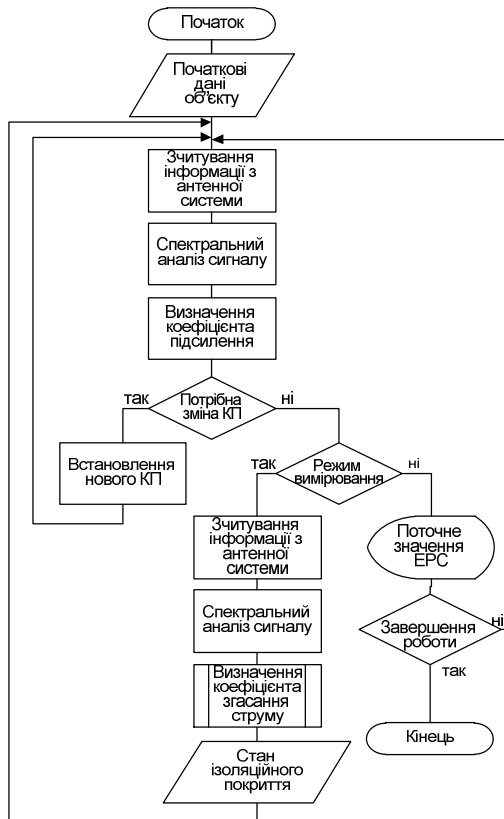 Початок
Початкові
дані
об"єкту
Зчитування
інформації з
антенної
системи
Спектральний
аналіз сигналу
Визначення
коефіцієнта
підсилення
так
Потрібна
зміна КП
ні
Встановлення
нового КП
так
Режим
вимірювання
ні
Зчитування
інформації з
антенної
системи
Поточне
значення
ЕРС
Спектральний
аналіз сигналу
Завершення
роботи
ні
так
Визначення
коефіцієнта
згасання
струму
Кінець
Стан
ізоляційного
покриття